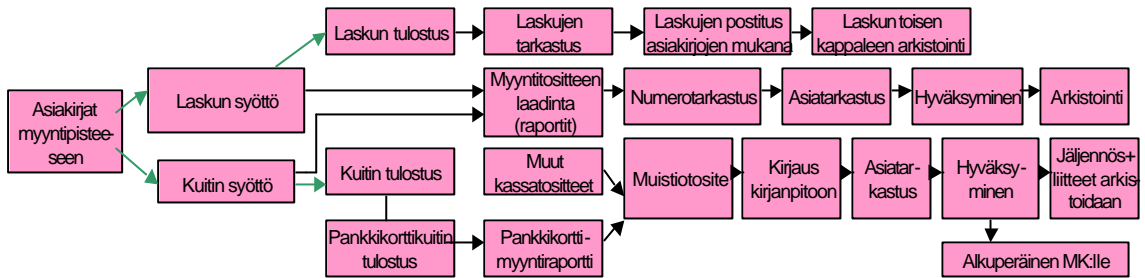 Laskun tulostus
Laskujen
tarkastus
Laskujen postitus
asiakirjojen mukana
Laskun toisen
kappaleen arkistointi
Asiakirjat
myyntipistee-
seen
Laskun syöttö
Myyntitositteen
laadinta
(raportit)
Numerotarkastus
Asiatarkastus
Hyväksyminen
Arkistointi
Kuitin syöttö
Kuitin tulostus
Muut
kassatositteet
Muistiotosite
Kirjaus
kirjanpitoon
Asiatar-
kastus
Hyväksy-
minen
Jäljennös+
liitteet arkis-
toidaan
Pankkikorttikuitin
tulostus
Pankkikortti-
myyntiraportti
Alkuperäinen MK:lle